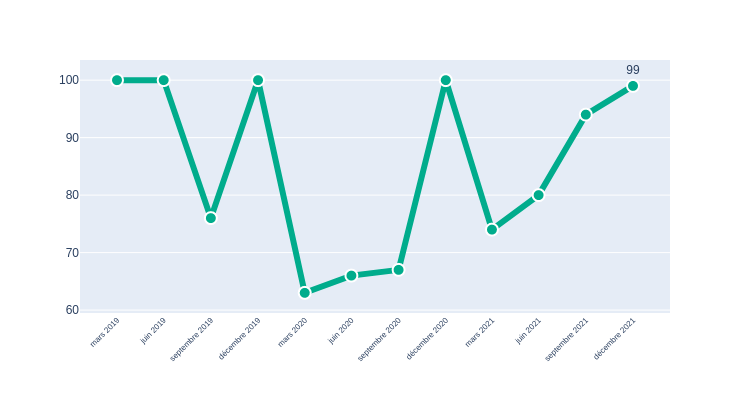 99
100
90
80
70
60
mars 2019
juin 2019
septembre 2019
décembre 2019
mars 2020
juin 2020
septembre 2020
décembre 2020
mars 2021
juin 2021
septembre 2021
décembre 2021